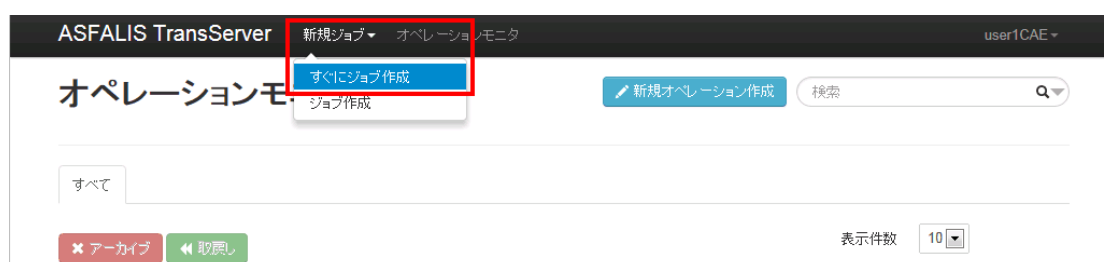 ASFALIS TransServer 新規ジョブ オペレーションモニタ user1CAE
すぐにジョブ作成
オペレーションモ 新規オペレーション作成 検索
ジョブ作成
すべて
アーカイブ 取戻し 表示件数 10